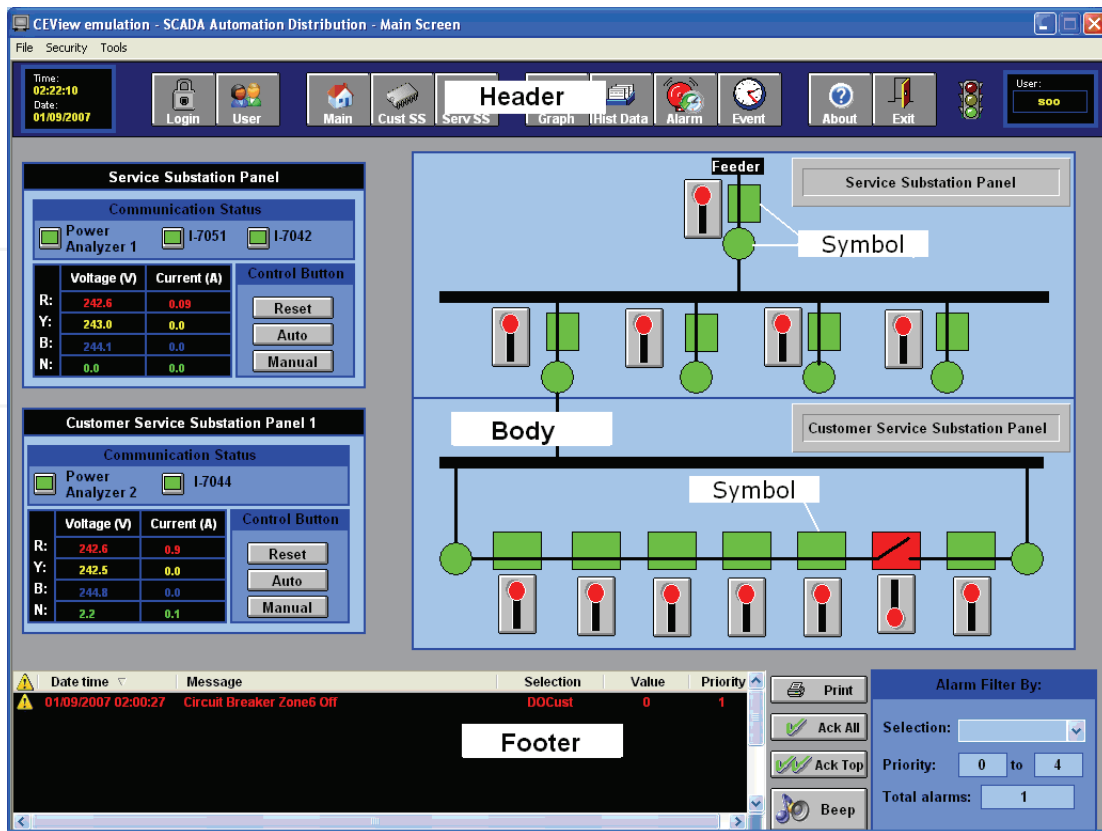 CEView emulation - SCADA Automation Distribution - Main Screen
File Security Tools
Time:
02:22:10
Date:
01/09/2007
Login
User
Main
Cust SS
Serv SS
Header
Graph
Hist Data
Alarm
Event
About
Exit
User:
soo
Service Substation Panel
Communication Status
Power Analyzer 1
I-7051
I-7042
Voltage (V) Current (A)
R: 242.6 0.09
Y: 243.0 0.0
B: 244.1 0.0
N: 0.0 0.0
Control Button
Reset
Auto
Manual
Customer Service Substation Panel 1
Communication Status
Power Analyzer 2
I-7044
Voltage (V) Current (A)
R: 242.6 0.9
Y: 242.5 0.0
B: 244.8 0.0
N: 2.2 0.1
Control Button
Reset
Auto
Manual
Feeder
Service Substation Panel
Symbol
Body
Customer Service Substation Panel
Symbol
Date time Message Selection Value Priority
01/09/2007 02:00:27 Circuit Breaker Zone6 Off DOCust 0 1
Footer
Print
Ack All
Ack Top
Beep
Alarm Filter By:
Selection:
Priority: 0 to 4
Total alarms: 1